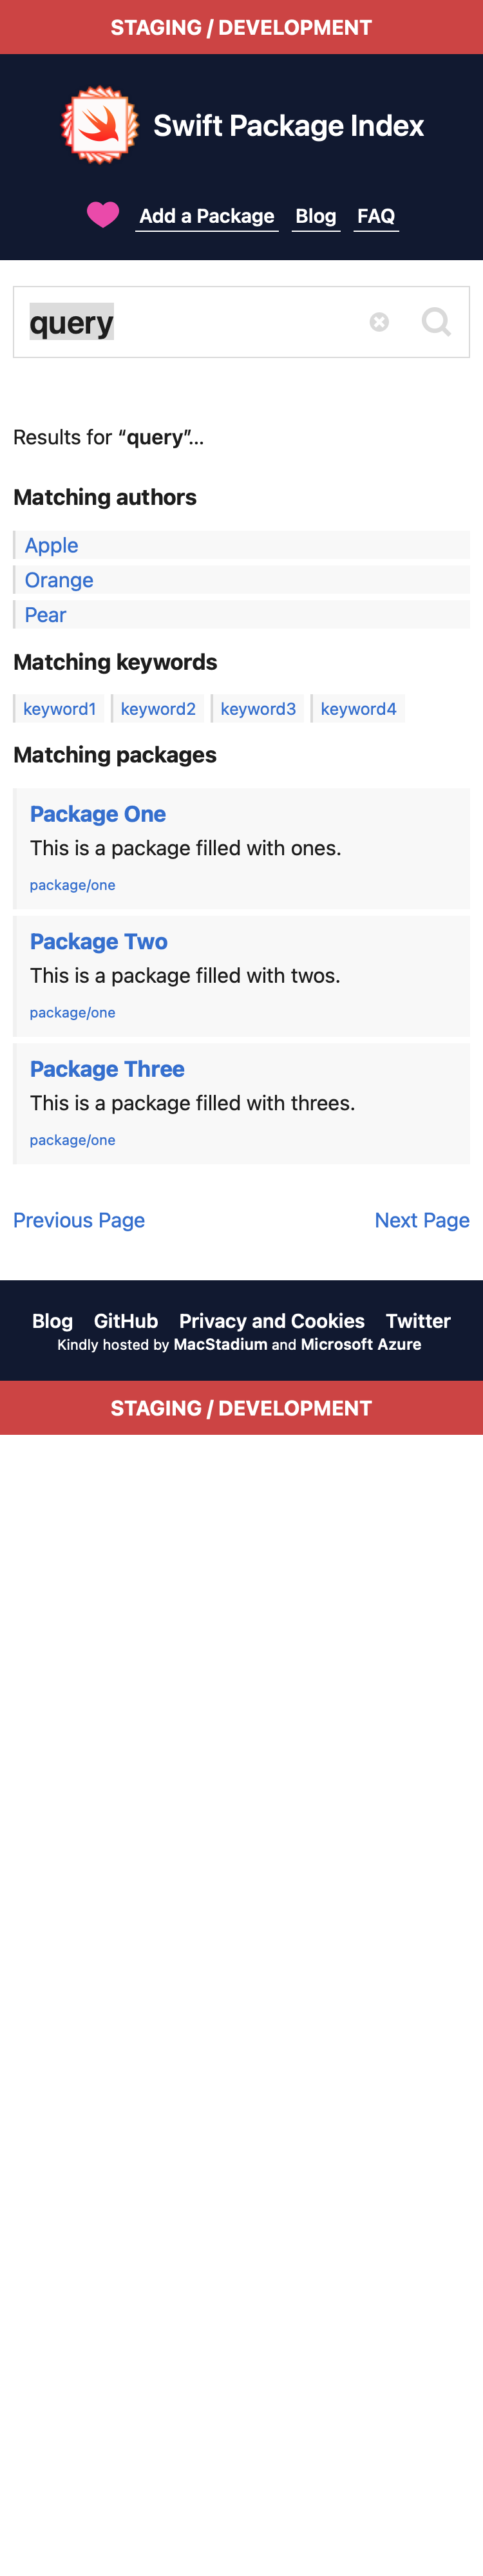 STAGING / DEVELOPMENT
Swift Package Index
Add a Package Blog FAQ
query
Results for “query”...
Matching authors
Apple
Orange
Pear
Matching keywords
keyword1 keyword2 keyword3 keyword4
Matching packages
Package One
This is a package filled with ones.
package/one
Package Two
This is a package filled with twos.
package/one
Package Three
This is a package filled with threes.
package/one
Previous Page Next Page
Blog GitHub Privacy and Cookies Twitter
Kindly hosted by MacStadium and Microsoft Azure
STAGING / DEVELOPMENT